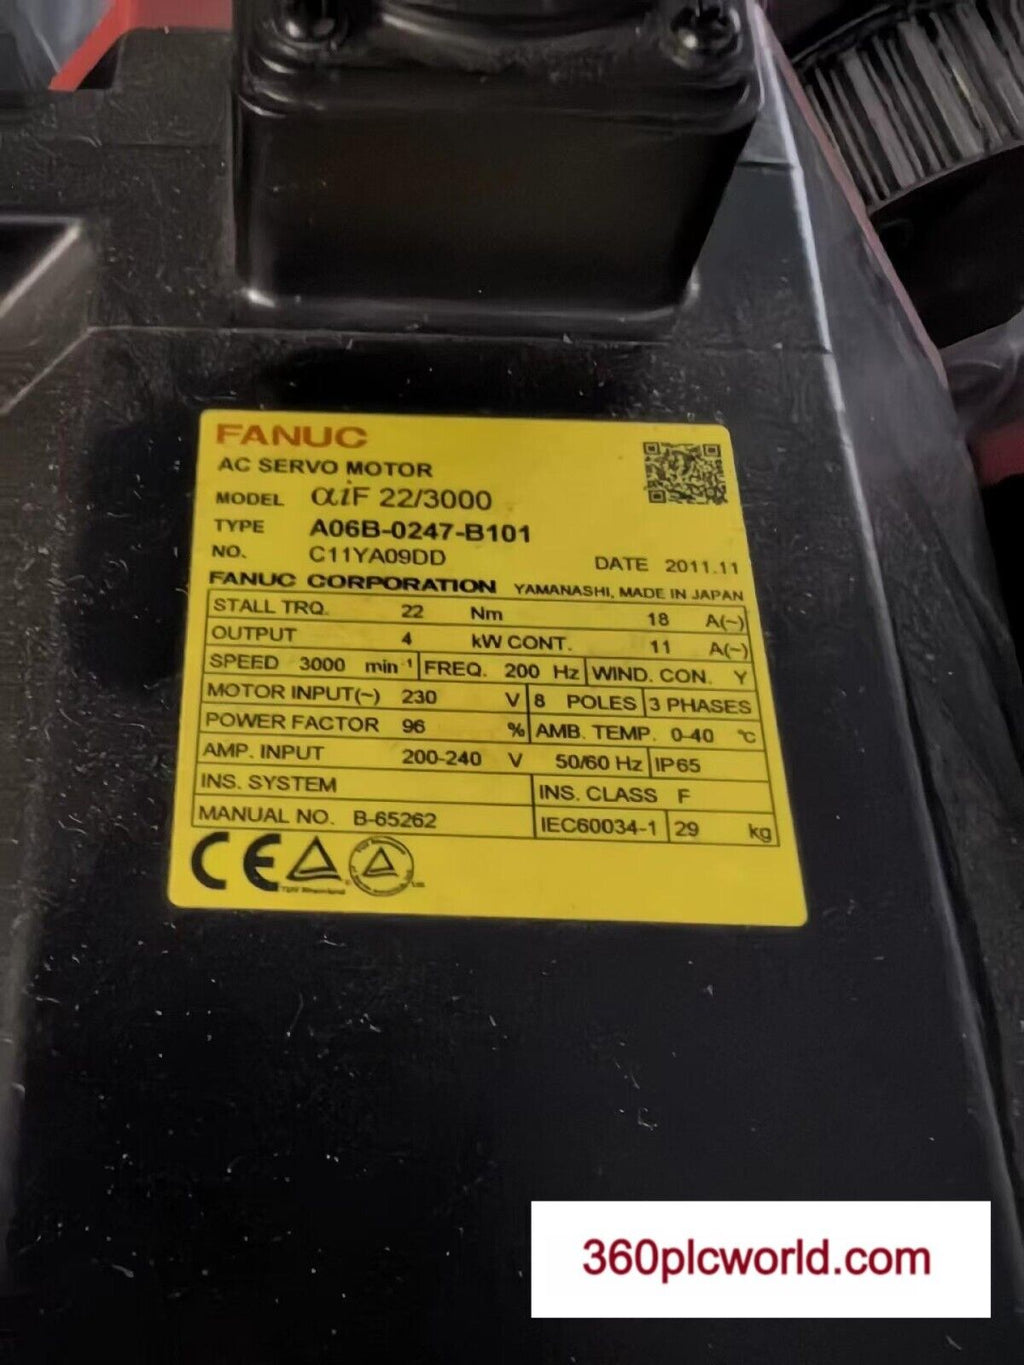 FANUC
AC SERVO MOTOR
MODEL αiF 22/3000
TYPE A06B-0247-B101
NO. C11YA09DD DATE 2011.11
FANUC CORPORATION YAMANASHI, MADE IN JAPAN
STALL TRQ. 22 Nm 18 A(~)
OUTPUT 4 kW CONT. 11 A(~)
SPEED 3000 min⁻¹ FREQ. 200 Hz WIND. CON. Y
MOTOR INPUT(~) 230 V 8 POLES 3 PHASES
POWER FACTOR 96 % AMB. TEMP. 0-40 ℃
AMP. INPUT 200-240 V 50/60 Hz IP65
INS. SYSTEM INS. CLASS F
MANUAL NO. B-65262 IEC60034-1 29 kg
CE
TÜV Rheinland
360plcworld.com